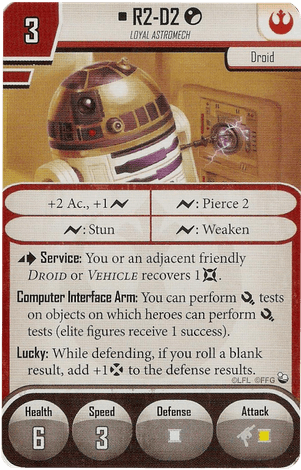 3
R2-D2
LOYAL ASTROMECH
Droid
+2 Ac., +1
: Pierce 2
: Stun
: Weaken
Service: You or an adjacent friendly
DROID or VEHICLE recovers 1 .
Computer Interface Arm: You can perform tests
on objects on which heroes can perform
tests (elite figures receive 1 success).
Lucky: While defending, if you roll a blank
result, add +1 to the defense results.
©LFL ©FFG
Health
Speed
Defense
Attack
6
3